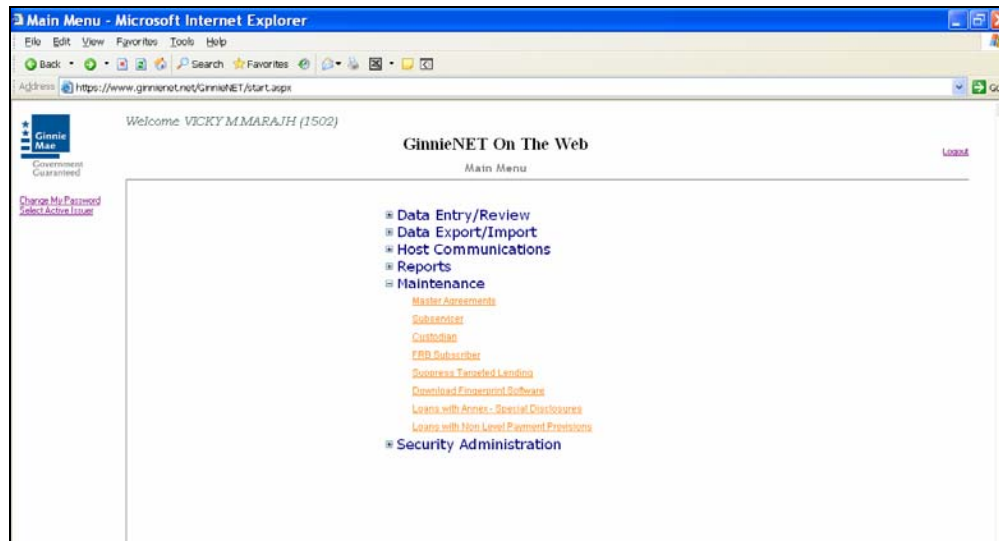 Main Menu - Microsoft Internet Explorer
File Edit View Favorites Tools Help
Back Search Favorites
Address https://www.ginnienet.net/GinnieNET/start.aspx Go
Welcome VICKY M.MARAJH (1502)
Ginnie
Mae
Government
Guaranteed
GinnieNET On The Web
Logout
Main Menu
Change My Password
Select Active Issuer
Data Entry/Review
Data Export/Import
Host Communications
Reports
Maintenance
Master Agreements
Subservicer
Custodian
FRB Subscriber
Suppress Targeted Lending
Download Fingerprint Software
Loans with Annex - Special Disclosures
Loans with Non Level Payment Provisions
Security Administration